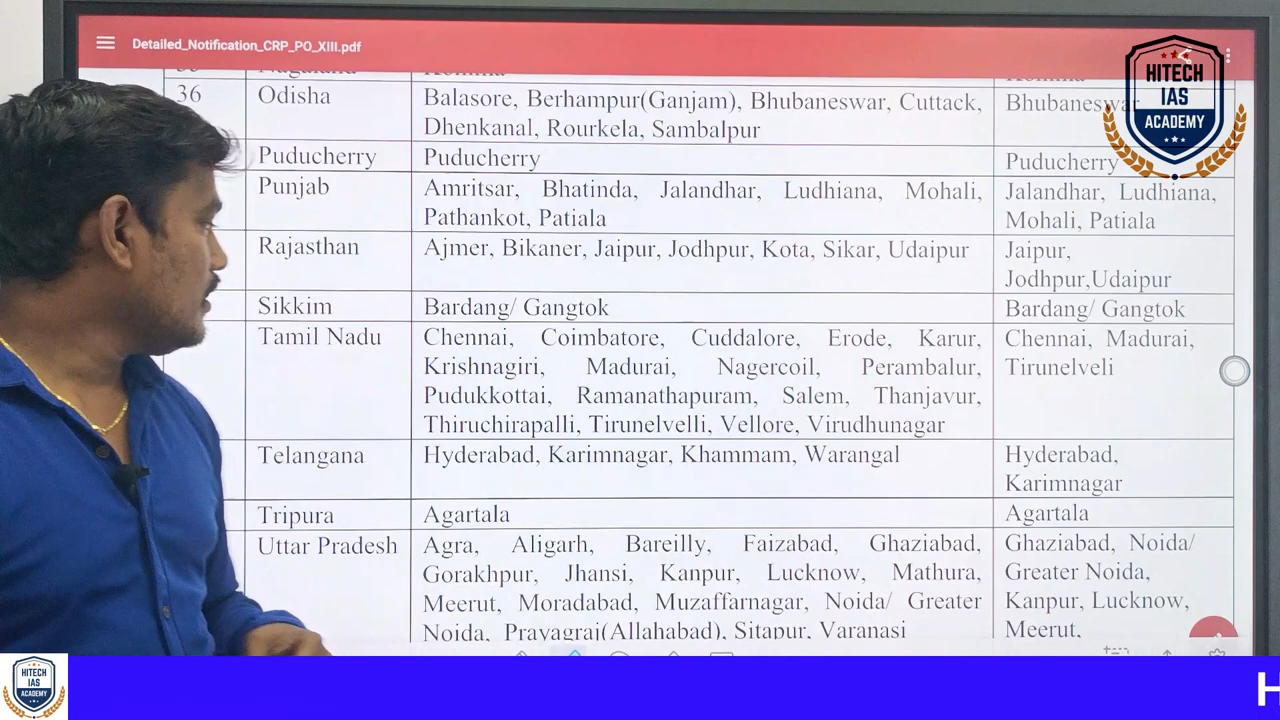 Detailed_Notification_CRP_PO_XIII.pdf
HITECH
IAS
ACADEMY
36 Odisha Balasore, Berhampur(Ganjam), Bhubaneswar, Cuttack, Bhubaneswar
Dhenkanal, Rourkela, Sambalpur
Puducherry Puducherry Puducherry
Punjab Amritsar, Bhatinda, Jalandhar, Ludhiana, Mohali, Jalandhar, Ludhiana,
Pathankot, Patiala Mohali, Patiala
Rajasthan Ajmer, Bikaner, Jaipur, Jodhpur, Kota, Sikar, Udaipur Jaipur,
Jodhpur,Udaipur
Sikkim Bardang/ Gangtok Bardang/ Gangtok
Tamil Nadu Chennai, Coimbatore, Cuddalore, Erode, Karur, Chennai, Madurai,
Krishnagiri, Madurai, Nagercoil, Perambalur, Tirunelveli
Pudukkottai, Ramanathapuram, Salem, Thanjavur,
Thiruchirapalli, Tirunelvelli, Vellore, Virudhunagar
Telangana Hyderabad, Karimnagar, Khammam, Warangal Hyderabad,
Karimnagar
Tripura Agartala Agartala
Uttar Pradesh Agra, Aligarh, Bareilly, Faizabad, Ghaziabad, Ghaziabad, Noida/
Gorakhpur, Jhansi, Kanpur, Lucknow, Mathura, Greater Noida,
Meerut, Moradabad, Muzaffarnagar, Noida/ Greater Kanpur, Lucknow,
Noida, Prayagraj(Allahabad), Sitapur, Varanasi Meerut,
HITECH
IAS
ACADEMY
H